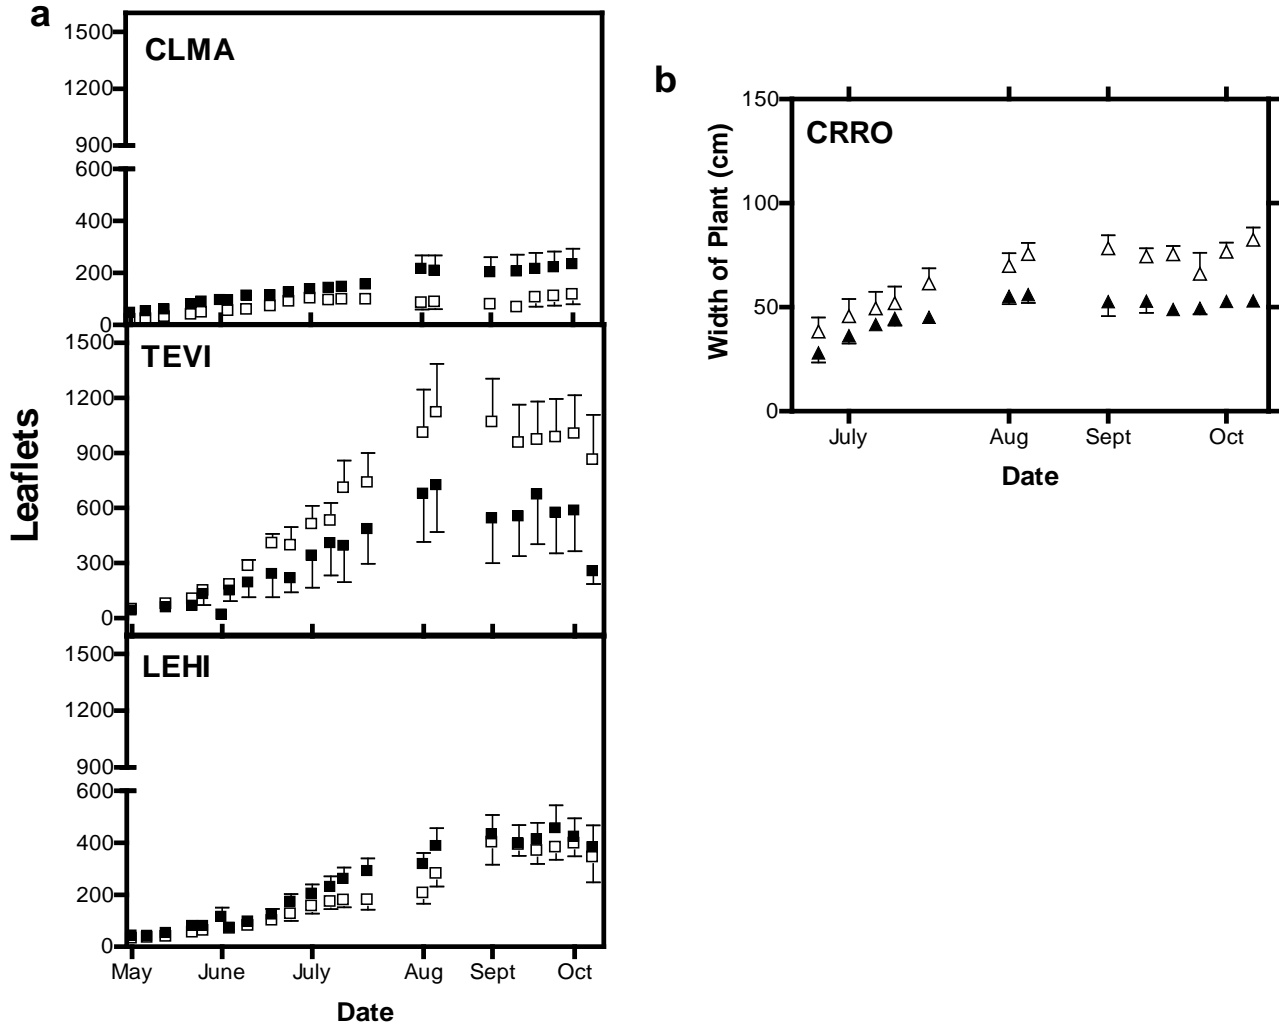 a
CLMA
1500
1200
900
600
400
200
0
TEVI
1500
1200
900
600
300
0
Leaflets
LEHI
1500
1200
900
600
400
200
0
May June July Aug Sept Oct
Date
b
CRRO
150
100
50
0
Width of Plant (cm)
July Aug Sept Oct
Date